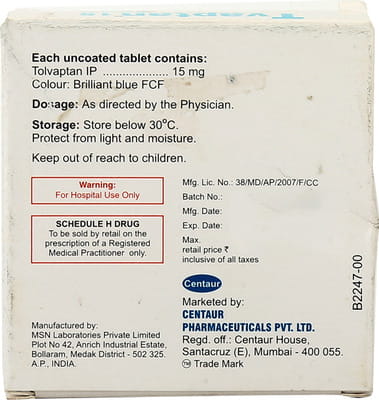 Tvaptan
Each uncoated tablet contains:
Tolvaptan IP ..................... 15 mg
Colour: Brilliant blue FCF
Dosage: As directed by the Physician.
Storage: Store below 30°C.
Protect from light and moisture.
Keep out of reach to children.
Warning:
For Hospital Use Only
SCHEDULE H DRUG
To be sold by retail on the
prescription of a Registered
Medical Practitioner only.
Mfg. Lic. No.: 38/MD/AP/2007/F/CC
Batch No.:
Mfg. Date:
Exp. Date:
Max.
retail price ₹
inclusive of all taxes
Centaur
Marketed by:
CENTAUR
PHARMACEUTICALS PVT. LTD.
Regd. off.: Centaur House,
Santacruz (E), Mumbai - 400 055.
TM Trade Mark
Manufactured by:
MSN Laboratories Private Limited
Plot No 42, Anrich Industrial Estate,
Bollaram, Medak District - 502 325.
A.P., INDIA.
B2247-00